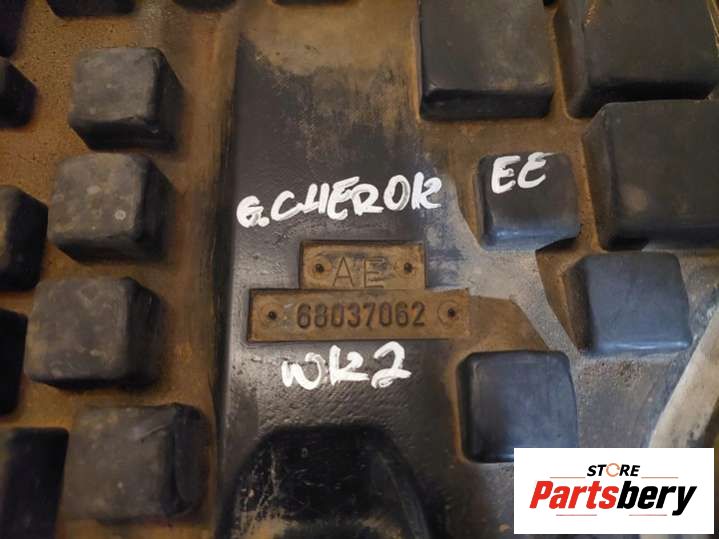 G.CHEROK EE
AE
68037062
WK2
STORE
Partsbery